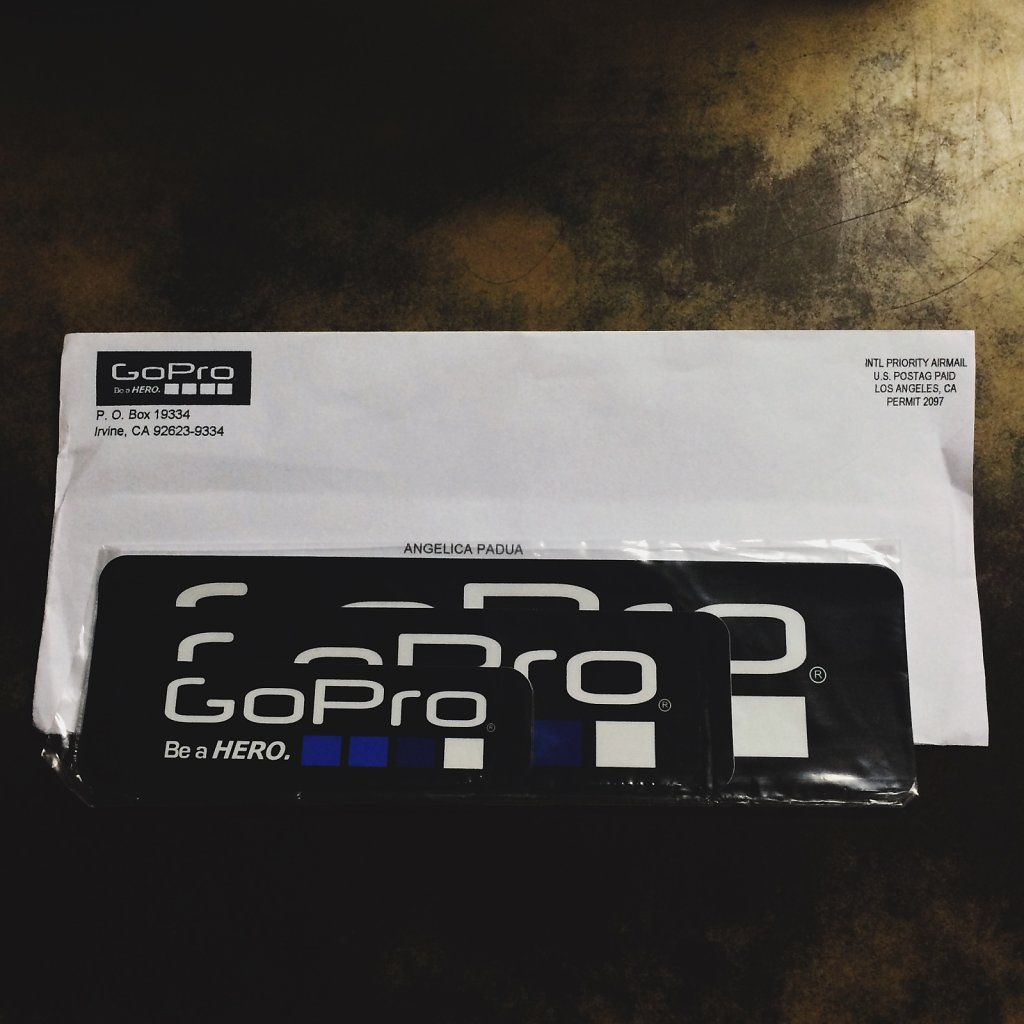 GoPro
Be a HERO.
P. O. Box 19334
Irvine, CA 92623-9334
INTL PRIORITY AIRMAIL
U.S. POSTAG PAID
LOS ANGELES, CA
PERMIT 2097
ANGELICA PADUA
GoPro®
GoPro®
GoPro®
Be a HERO.